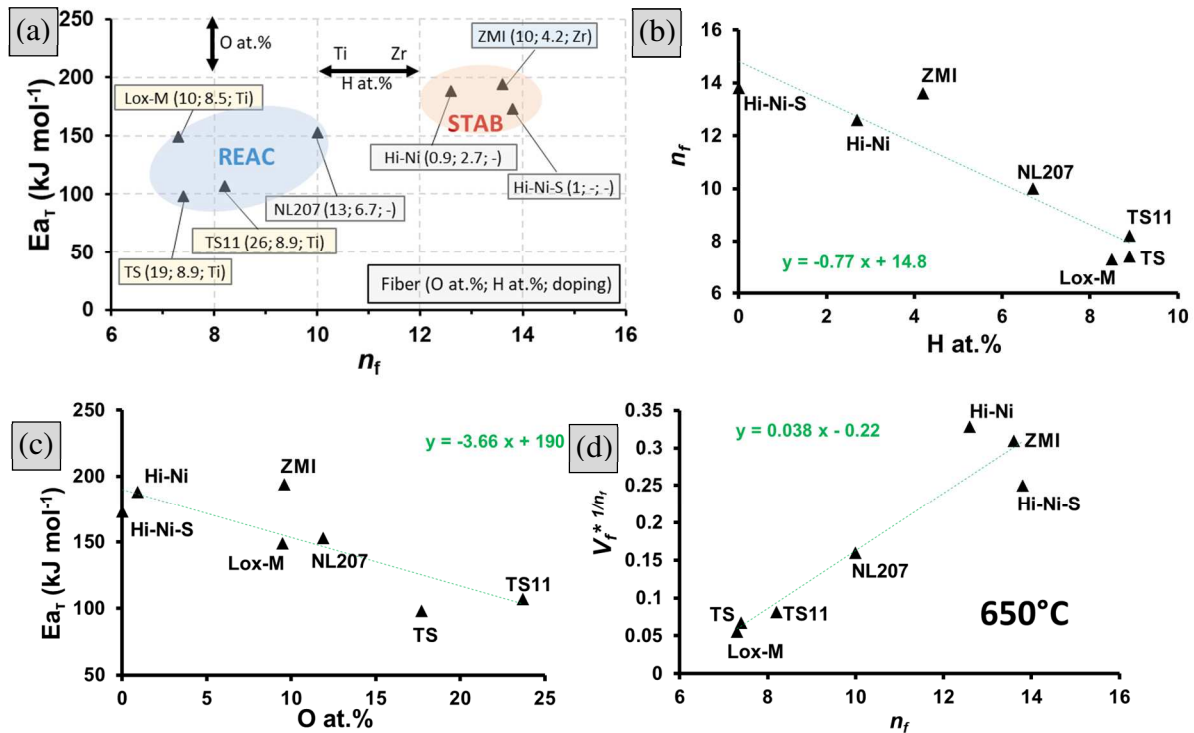 (a)
250
200
150
100
50
0
Ea_T (kJ mol⁻¹)
O at.%
Ti Zr
H at.%
ZMI (10; 4.2; Zr)
Lox-M (10; 8.5; Ti)
REAC
STAB
Hi-Ni (0.9; 2.7; -)
Hi-Ni-S (1; -; -)
NL207 (13; 6.7; -)
TS11 (26; 8.9; Ti)
TS (19; 8.9; Ti)
Fiber (O at.%; H at.%; doping)
6 8 10 12 14 16
n_f
(b)
16
14
12
10
8
6
n_f
ZMI
Hi-Ni-S
Hi-Ni
NL207
TS11
TS
Lox-M
y = -0.77 x + 14.8
0 2 4 6 8 10
H at.%
(c)
250
200
150
100
50
Ea_T (kJ mol⁻¹)
y = -3.66 x + 190
Hi-Ni
ZMI
Hi-Ni-S
Lox-M
NL207
TS11
TS
0 5 10 15 20 25
O at.%
(d)
0.35
0.3
0.25
0.2
0.15
0.1
0.05
0
V_f* 1/n_f
y = 0.038 x - 0.22
Hi-Ni
ZMI
Hi-Ni-S
NL207
TS
TS11
Lox-M
650°C
6 8 10 12 14 16
n_f